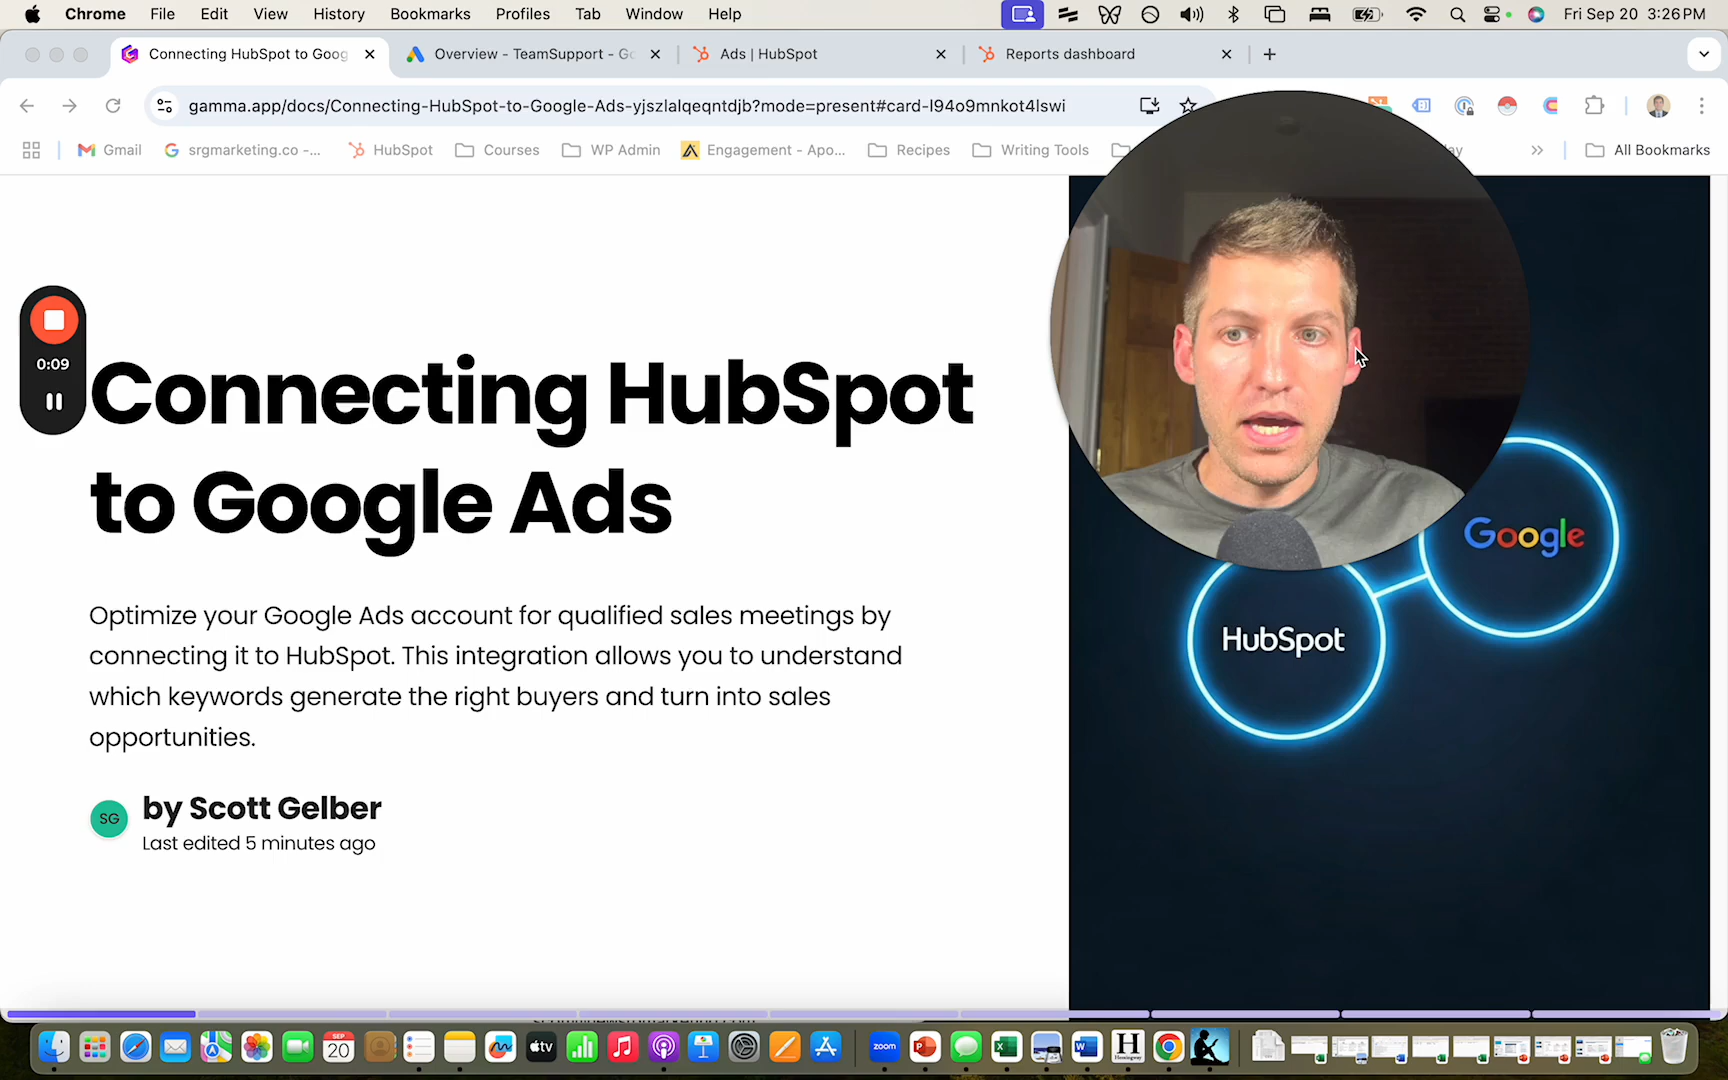 Chrome File Edit View History Bookmarks Profiles Tab Window Help Fri Sep 20 3:26 PM
Connecting HubSpot to Goog
Overview - TeamSupport - Go
Ads | HubSpot
Reports dashboard
gamma.app/docs/Connecting-HubSpot-to-Google-Ads-yjszlalqeqntdjb?mode=present#card-l94o9mnkot4lswi
Gmail srgmarketing.co -... HubSpot Courses WP Admin Engagement - Apo... Recipes Writing Tools All Bookmarks
0:09
Connecting HubSpot
to Google Ads
Optimize your Google Ads account for qualified sales meetings by
connecting it to HubSpot. This integration allows you to understand
which keywords generate the right buyers and turn into sales
opportunities.
SG
by Scott Gelber
Last edited 5 minutes ago
Google
HubSpot
SEP
20
tv
zoom